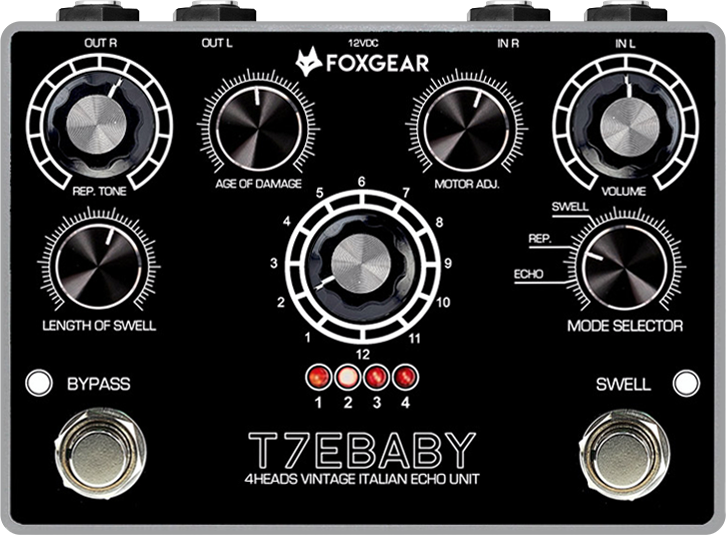 OUT R
OUT L
12VDC
IN R
IN L
FOXGEAR
REP. TONE
AGE OF DAMAGE
MOTOR ADJ.
VOLUME
1
2
3
4
5
6
7
8
9
10
11
12
SWELL
REP.
ECHO
LENGTH OF SWELL
MODE SELECTOR
1 2 3 4
BYPASS
SWELL
T7EBABY
4HEADS VINTAGE ITALIAN ECHO UNIT